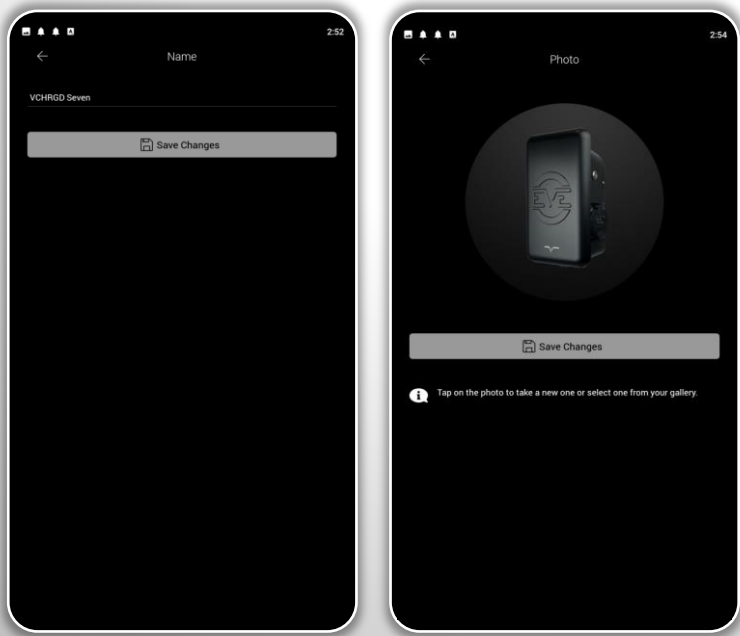 2:52
Name
VCHRGD Seven
Save Changes
2:54
Photo
EVE
Save Changes
Tap on the photo to take a new one or select one from your gallery.